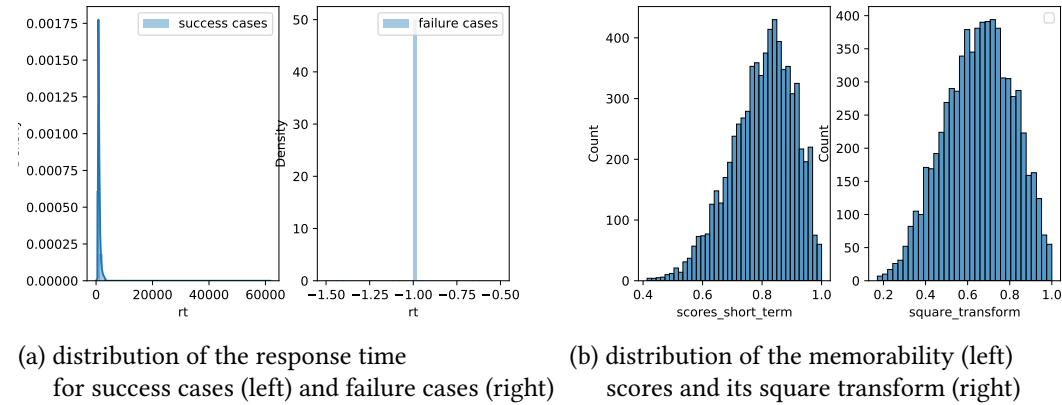 0.00175
0.00150
0.00125
0.00100
0.00075
0.00050
0.00025
0.00000
0 20000 40000 60000
rt
success cases
50
40
30
20
10
0
Density
−1.50 −1.25 −1.00 −0.75 −0.50
rt
failure cases
400
300
200
100
0
Count
0.4 0.6 0.8 1.0
scores_short_term
400
350
300
250
200
150
100
50
0
Count
0.2 0.4 0.6 0.8 1.0
square_transform
(a) distribution of the response time
for success cases (left) and failure cases (right)
(b) distribution of the memorability (left)
scores and its square transform (right)